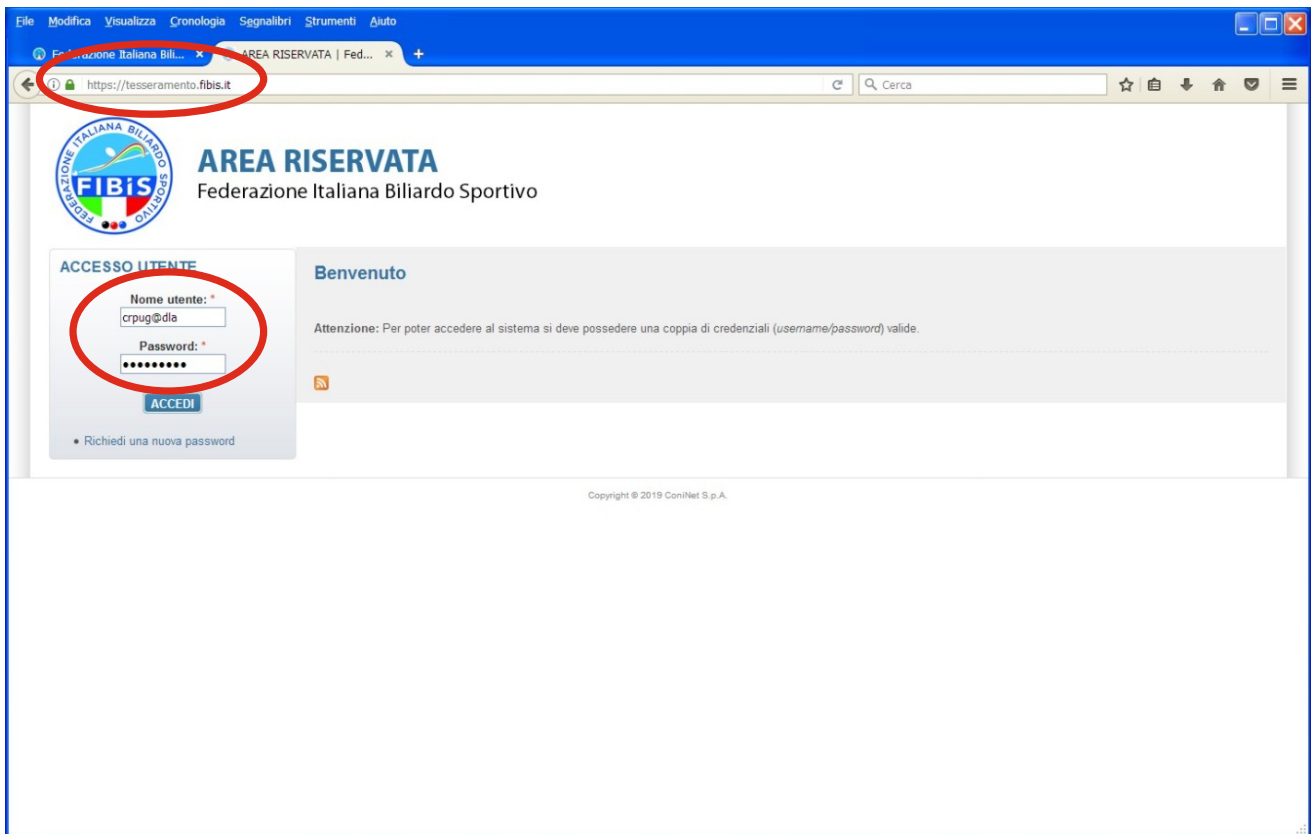 File Modifica Visualizza Cronologia Segnalibri Strumenti Aiuto
Federazione Italiana Bili... × AREA RISERVATA | Fed... × +
https://tesseramento.fibis.it Cerca
FEDERAZIONE ITALIANA BILIARDO SPORTIVO
FIBiS
AREA RISERVATA
Federazione Italiana Biliardo Sportivo
ACCESSO UTENTE
Nome utente: *
crpug@dla
Password: *
•••••••••
ACCEDI
• Richiedi una nuova password
Benvenuto
Attenzione: Per poter accedere al sistema si deve possedere una coppia di credenziali (username/password) valide.
Copyright © 2019 ConiNet S.p.A.